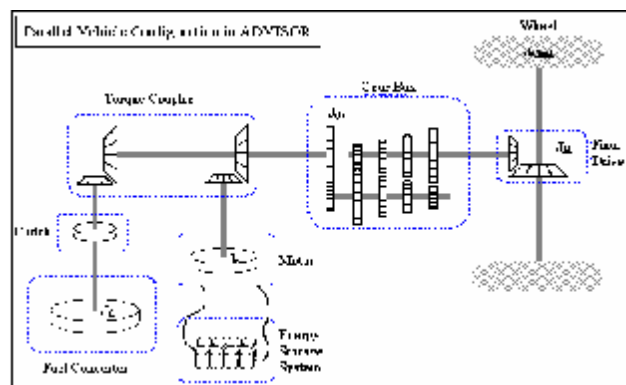 Parallel Vehicle Configuration in ADVISOR
Wheel
Gear Box
Torque Coupler
Final
Drive
Clutch
Motor
Energy
Storage
System
Fuel Converter